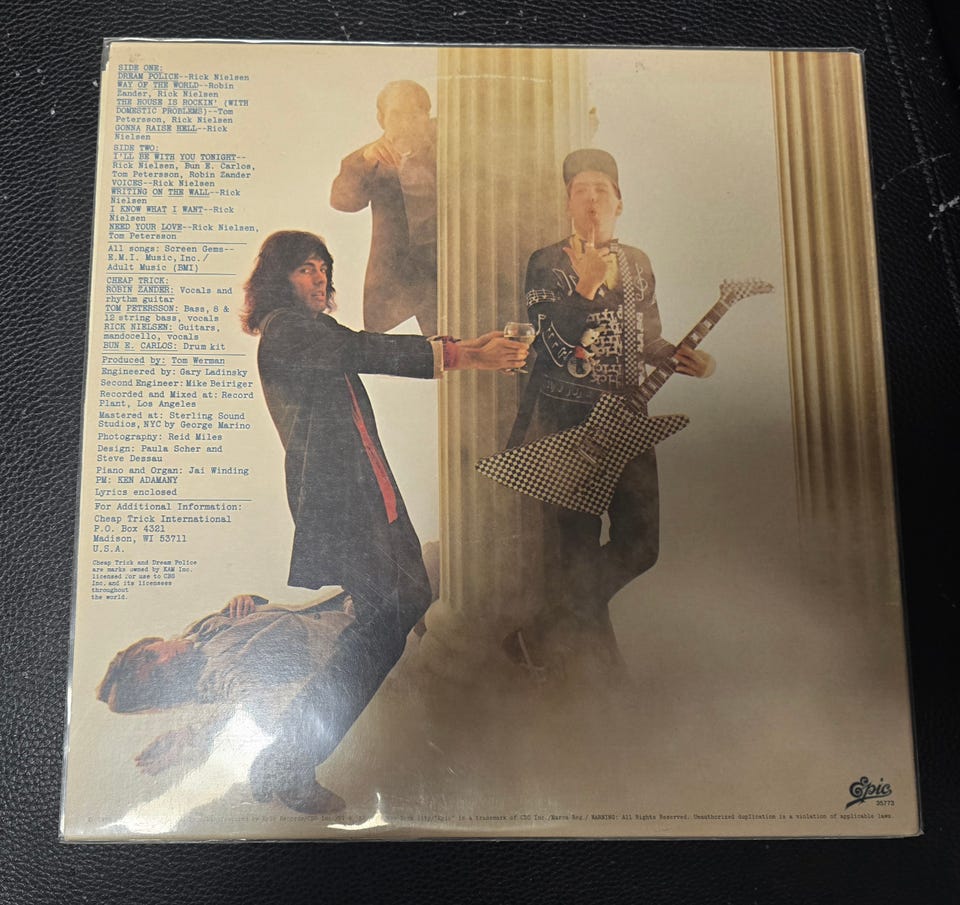 SIDE ONE:
DREAM POLICE--Rick Nielsen
WAY OF THE WORLD--Robin
Zander, Rick Nielsen
THE HOUSE IS ROCKIN' (WITH
DOMESTIC PROBLEMS)--Tom
Petersson, Rick Nielsen
GONNA RAISE HELL--Rick
Nielsen
SIDE TWO:
I'LL BE WITH YOU TONIGHT--
Rick Nielsen, Bun E. Carlos,
Tom Petersson, Robin Zander
VOICES--Rick Nielsen
WRITING ON THE WALL--Rick
Nielsen
I KNOW WHAT I WANT--Rick
Nielsen
NEED YOUR LOVE--Rick Nielsen,
Tom Petersson
All songs: Screen Gems--
E.M.I. Music, Inc./
Adult Music (BMI)
CHEAP TRICK:
ROBIN ZANDER: Vocals and
rhythm guitar
TOM PETERSSON: Bass, 8 &
12 string bass, vocals
RICK NIELSEN: Guitars,
mandocello, vocals
BUN E. CARLOS: Drum kit
Produced by: Tom Werman
Engineered by: Gary Ladinsky
Second Engineer: Mike Beiriger
Recorded and Mixed at: Record
Plant, Los Angeles
Mastered at: Sterling Sound
Studios, NYC by George Marino
Photography: Reid Miles
Design: Paula Scher and
Steve Dessau
Piano and Organ: Jai Winding
PM: KEN ADAMANY
Lyrics enclosed
For Additional Information:
Cheap Trick International
P.O. Box 4321
Madison, WI 53711
U.S.A.
Cheap Trick and Dream Police
are marks owned by KAM Inc.
licensed for use to CBS
Inc. and its licensees
throughout
the world.
Epic
35773
Epic Records/CBS Inc. York City/"Epic" is a trademark of CBS Inc./Marca Reg./ WARNING: All Rights Reserved. Unauthorized duplication is a violation of applicable laws.